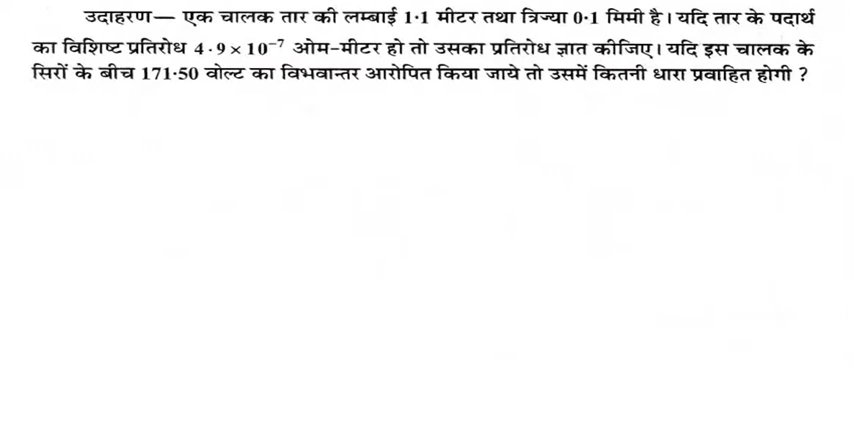 उदाहरण— एक चालक तार की लम्बाई 1·1 मीटर तथा त्रिज्या 0·1 मिमी है। यदि तार के पदार्थ
का विशिष्ट प्रतिरोध 4·9 × 10⁻⁷ ओम-मीटर हो तो उसका प्रतिरोध ज्ञात कीजिए। यदि इस चालक के
सिरों के बीच 171·50 वोल्ट का विभवान्तर आरोपित किया जाये तो उसमें कितनी धारा प्रवाहित होगी ?